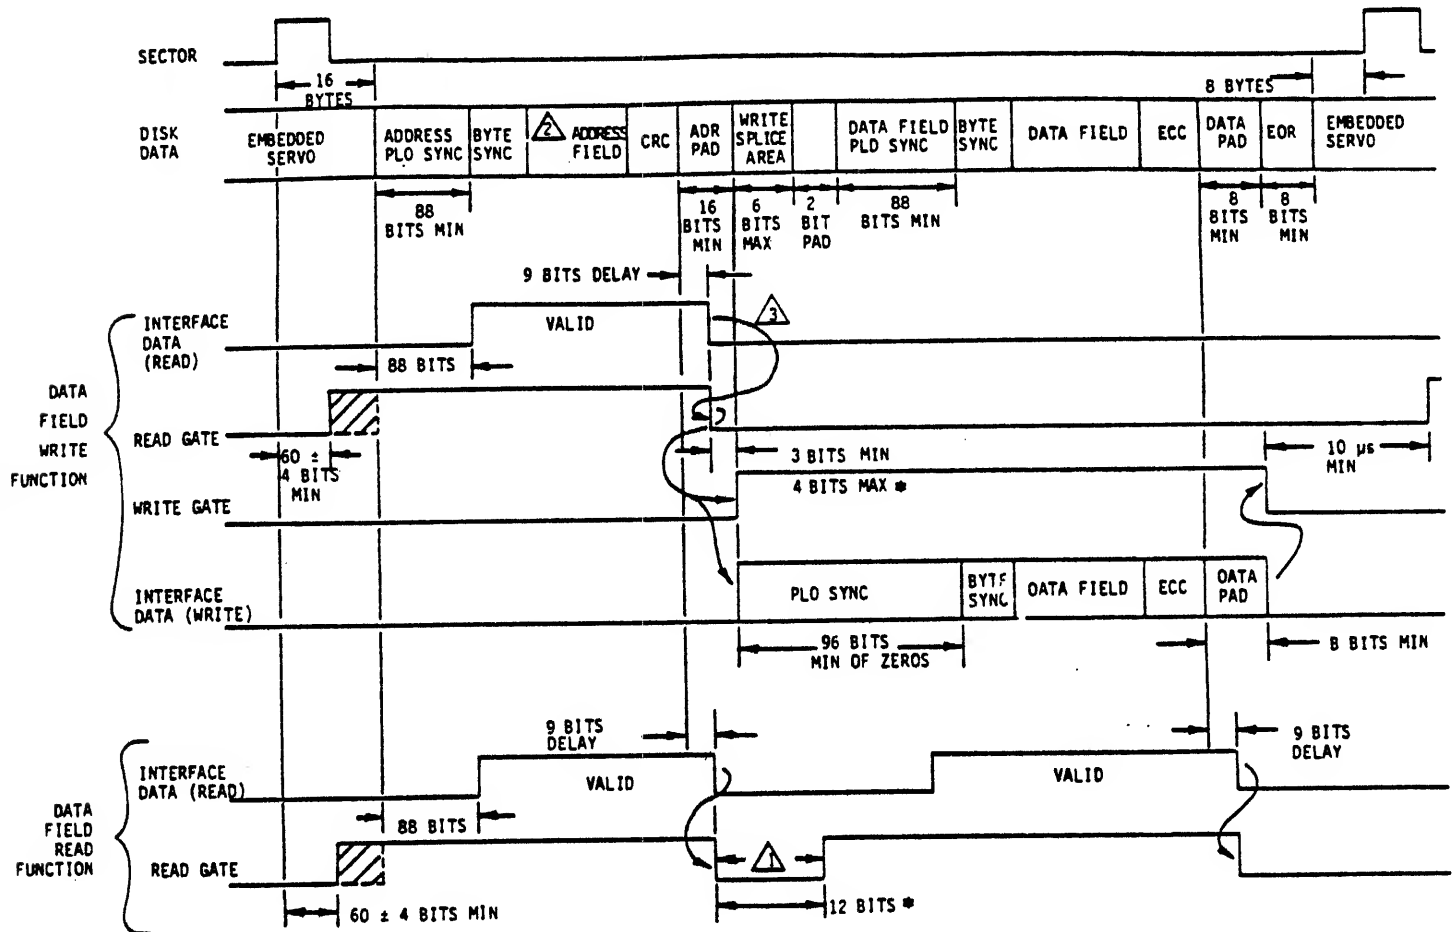 SECTOR
16
BYTES
8 BYTES
DISK
DATA
EMBEDDED
SERVO
ADDRESS
PLO SYNC
BYTE
SYNC
2
ADDRESS
FIELD
CRC
ADR
PAD
WRITE
SPLICE
AREA
DATA FIELD
PLD SYNC
BYTE
SYNC
DATA FIELD
ECC
DATA
PAD
EOR
EMBEDDED
SERVO
88
BITS MIN
16
BITS
MIN
6
BITS
MAX
2
BIT
PAD
88
BITS MIN
8
BITS
MIN
8
BITS
MIN
9 BITS DELAY
INTERFACE
DATA
(READ)
VALID
3
88 BITS
DATA
FIELD
WRITE
FUNCTION
READ GATE
60 ±
4 BITS
MIN
3 BITS MIN
4 BITS MAX *
10 µs
MIN
WRITE GATE
INTERFACE
DATA (WRITE)
PLO SYNC
BYTE
SYNC
DATA FIELD
ECC
DATA
PAD
96 BITS
MIN OF ZEROS
8 BITS MIN
9 BITS
DELAY
9 BITS
DELAY
INTERFACE
DATA (READ)
VALID
VALID
88 BITS
DATA
FIELD
READ
FUNCTION
READ GATE
1
60 ± 4 BITS MIN
12 BITS *